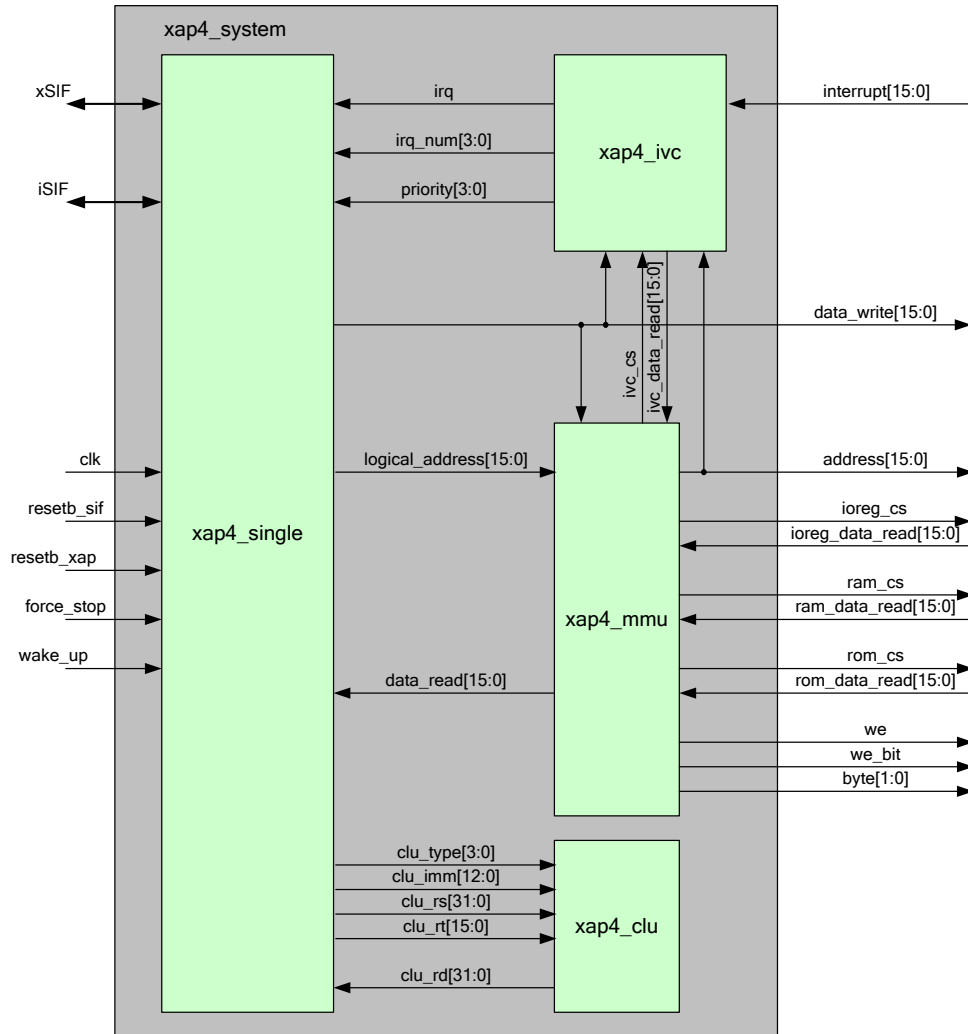 xap4_system
xSIF
irq
interrupt[15:0]
irq_num[3:0]
xap4_ivc
iSIF
priority[3:0]
ivc_cs
ivc_data_read[15:0]
data_write[15:0]
clk
logical_address[15:0]
address[15:0]
resetb_sif
ioreg_cs
xap4_single
ioreg_data_read[15:0]
resetb_xap
ram_cs
force_stop
xap4_mmu
ram_data_read[15:0]
wake_up
rom_cs
data_read[15:0]
rom_data_read[15:0]
we
we_bit
byte[1:0]
clu_type[3:0]
clu_imm[12:0]
clu_rs[31:0]
xap4_clu
clu_rt[15:0]
clu_rd[31:0]